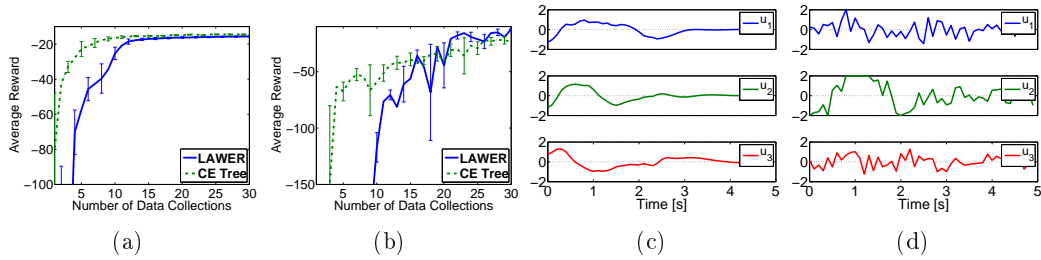 Average Reward
−20
−40
−60
−80
−100
5 10 15 20 25 30
Number of Data Collections
LAWER
CE Tree
(a)
Average Reward
−50
−100
−150
5 10 15 20 25 30
Number of Data Collections
LAWER
CE Tree
(b)
2
0
−2
u1
2
0
−2
u2
2
0
−2
u3
0 1 2 3 4 5
Time [s]
(c)
2
0
−2
u1
2
0
−2
u2
2
0
−2
u3
0 1 2 3 4 5
Time [s]
(d)